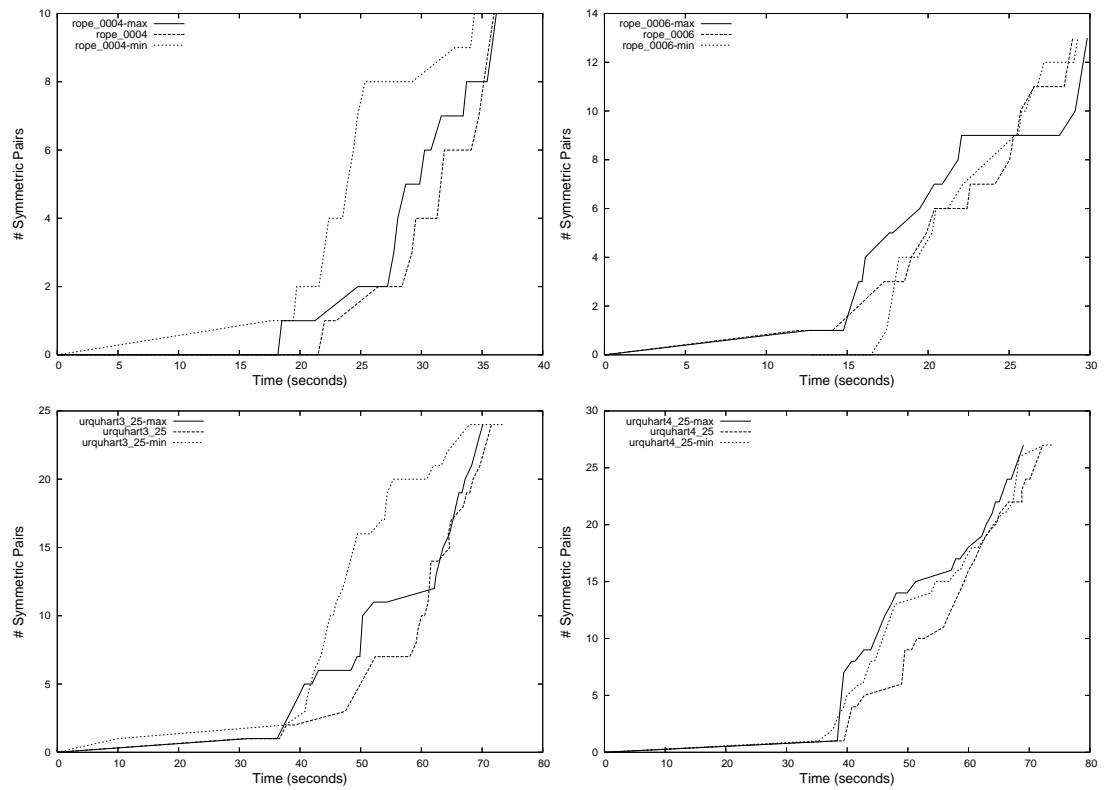 # Symmetric Pairs
10
8
6
4
2
0
rope_0004-max
rope_0004
rope_0004-min
0 5 10 15 20 25 30 35 40
Time (seconds)
# Symmetric Pairs
14
12
10
8
6
4
2
0
rope_0006-max
rope_0006
rope_0006-min
0 5 10 15 20 25 30
Time (seconds)
# Symmetric Pairs
25
20
15
10
5
0
urquhart3_25-max
urquhart3_25
urquhart3_25-min
0 10 20 30 40 50 60 70 80
Time (seconds)
# Symmetric Pairs
30
25
20
15
10
5
0
urquhart4_25-max
urquhart4_25
urquhart4_25-min
0 10 20 30 40 50 60 70 80
Time (seconds)